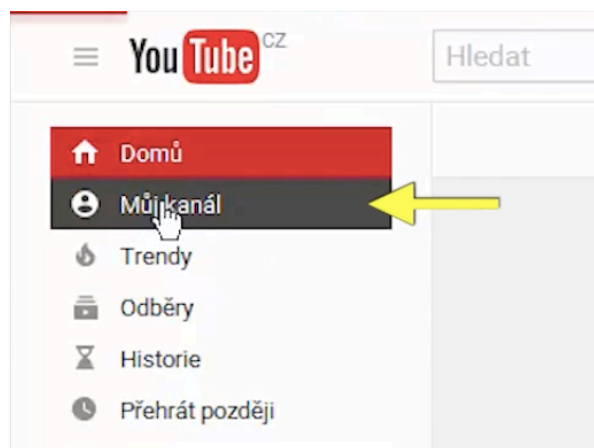 YouTube CZ
Hledat
Domů
Můj kanál
Trendy
Odběry
Historie
Přehrát později